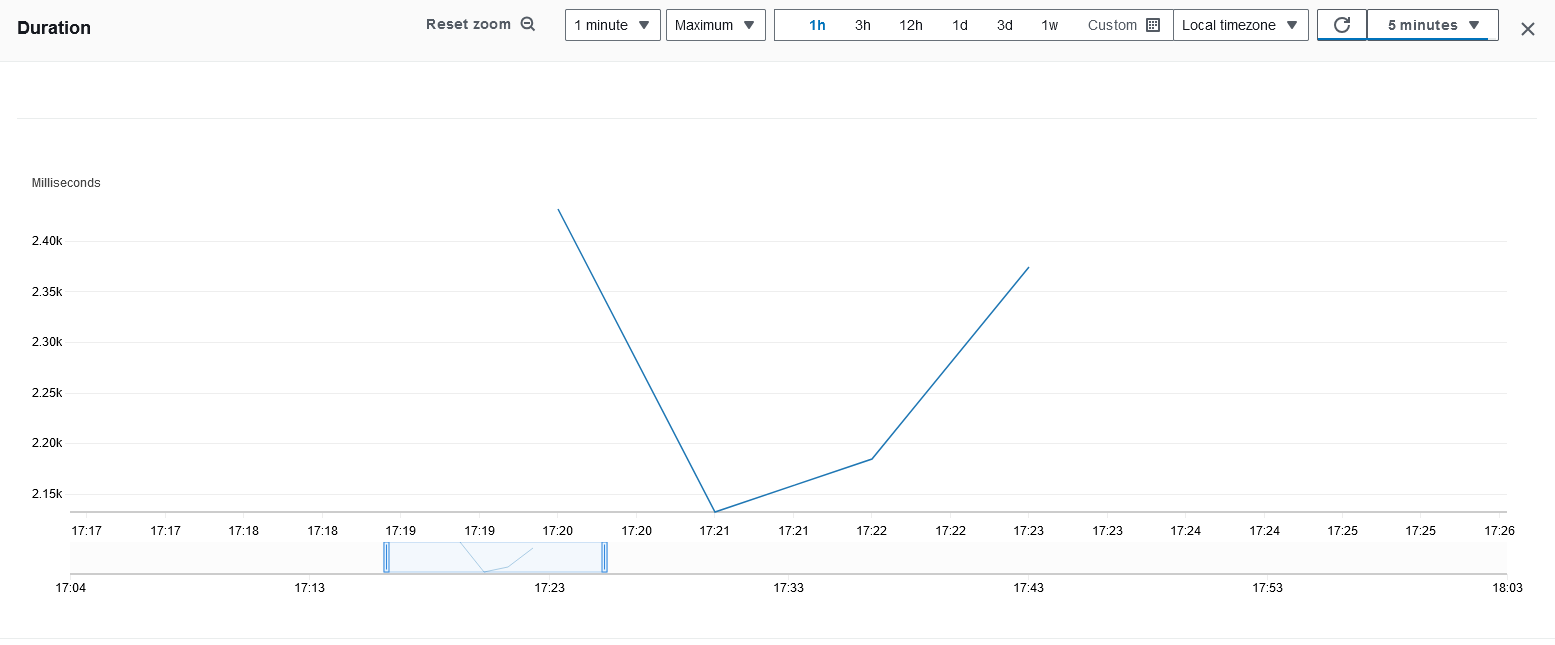 Duration
Reset zoom
1 minute
Maximum
1h 3h 12h 1d 3d 1w Custom
Local timezone
5 minutes
Milliseconds
2.40k
2.35k
2.30k
2.25k
2.20k
2.15k
17:17 17:17 17:18 17:18 17:19 17:19 17:20 17:20 17:21 17:21 17:22 17:22 17:23 17:23 17:24 17:24 17:25 17:25 17:26
17:04 17:13 17:23 17:33 17:43 17:53 18:03